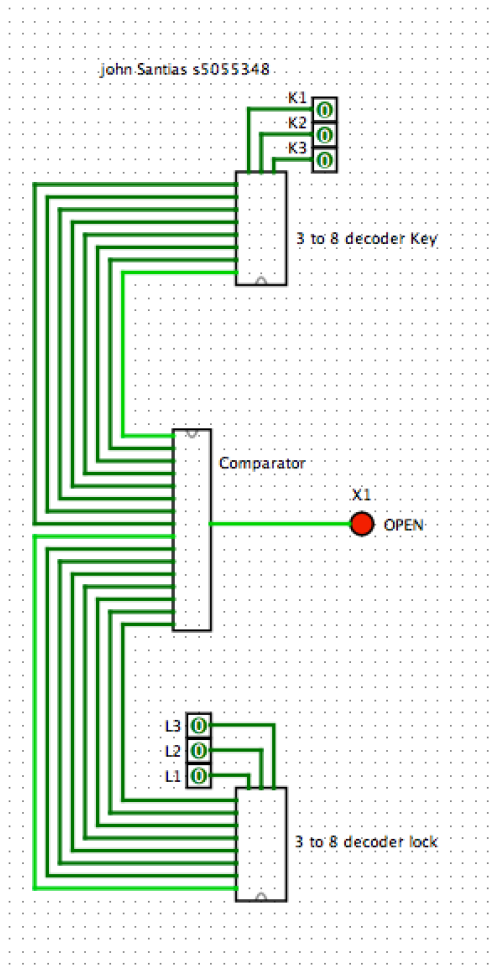 john Santias s5055348
K1 0
K2 0
K3 0
3 to 8 decoder Key
Comparator
X1
OPEN
L3 0
L2 0
L1 0
3 to 8 decoder lock